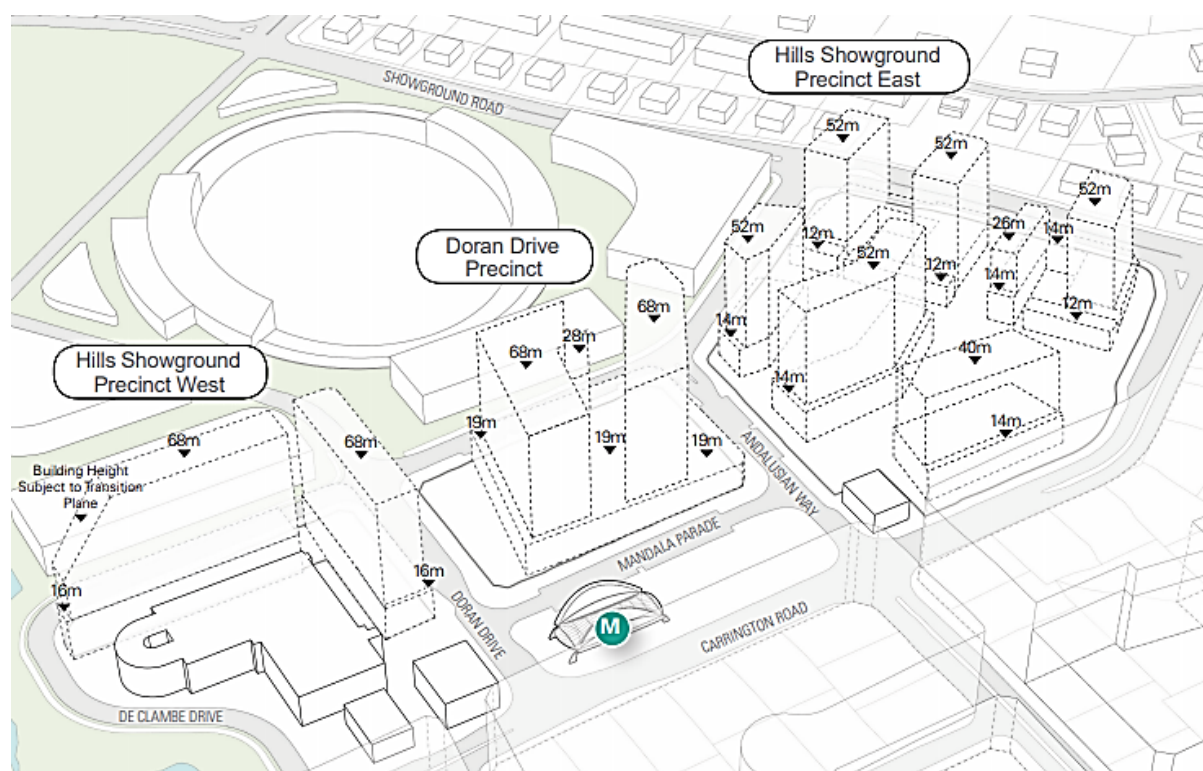 Hills Showground
Precinct East
SHOWGROUND ROAD
52m
52m
52m
52m
12m
26m
14m
52m
12m
14m
Doran Drive
Precinct
68m
12m
14m
28m
68m
40m
14m
Hills Showground
Precinct West
19m
19m
19m
14m
68m
68m
ANDALUSIAN WAY
Building Height
Subject to Transition
Plane
MANDALA PARADE
16m
16m
DORAN DRIVE
M
CARRINGTON ROAD
DE CLAMBE DRIVE